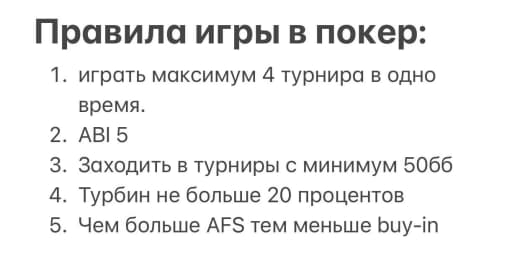 Правила игры в покер:
1. играть максимум 4 турнира в одно
время.
2. ABI 5
3. Заходить в турниры с минимум 50бб
4. Турбин не больше 20 процентов
5. Чем больше AFS тем меньше buy-in